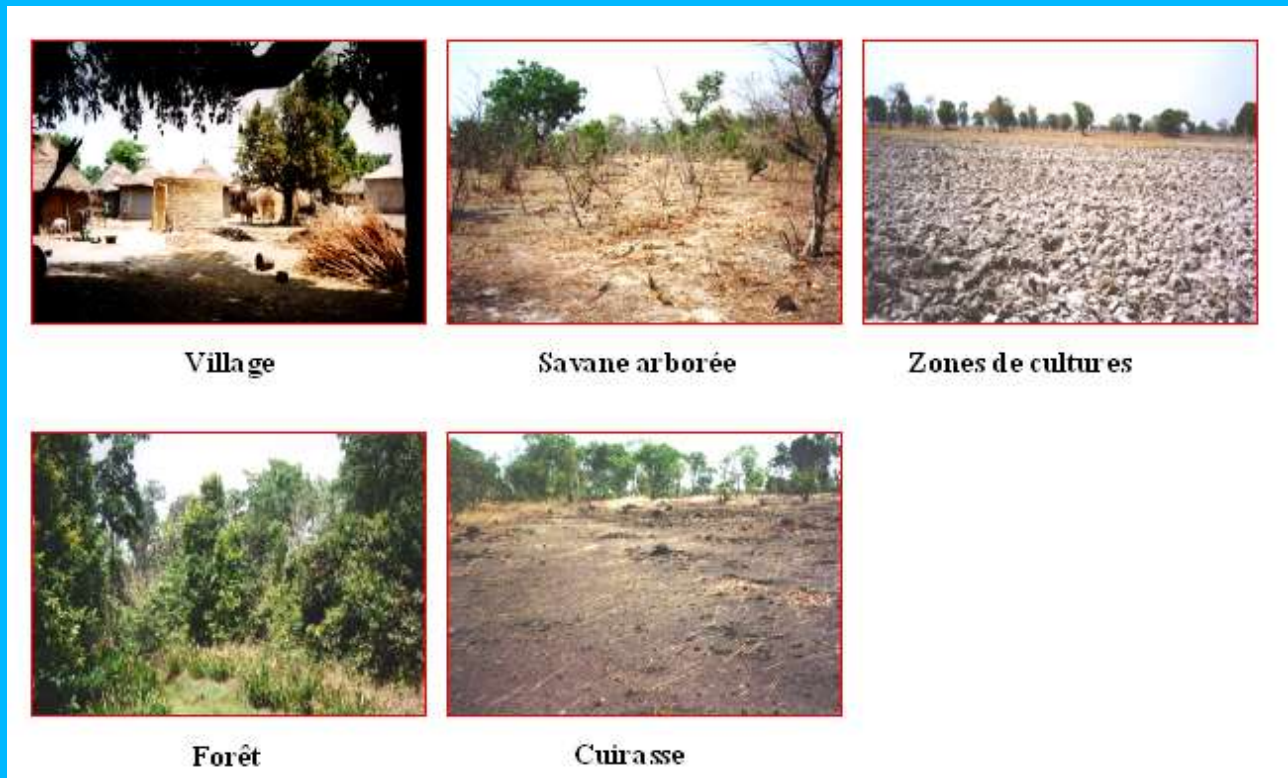 Village
Savane arborée
Zones de cultures
Forêt
Cuirasse